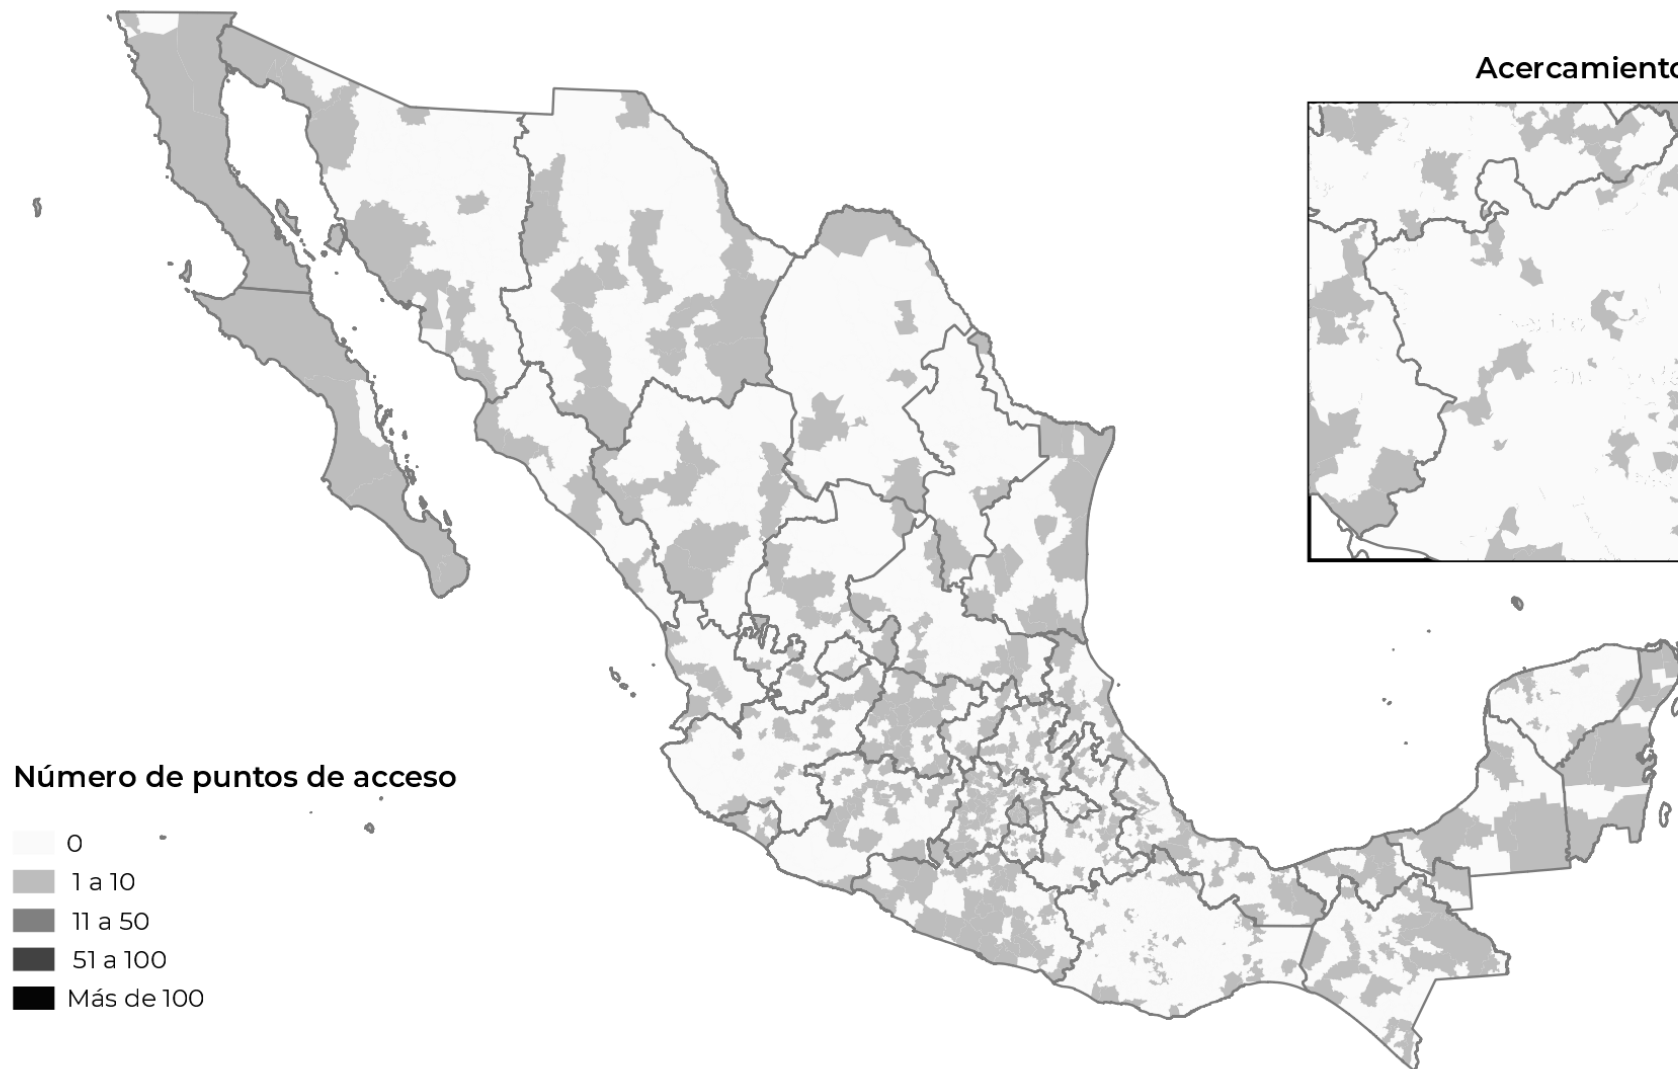 Acercamiento
Número de puntos de acceso
0
1 a 10
11 a 50
51 a 100
Más de 100